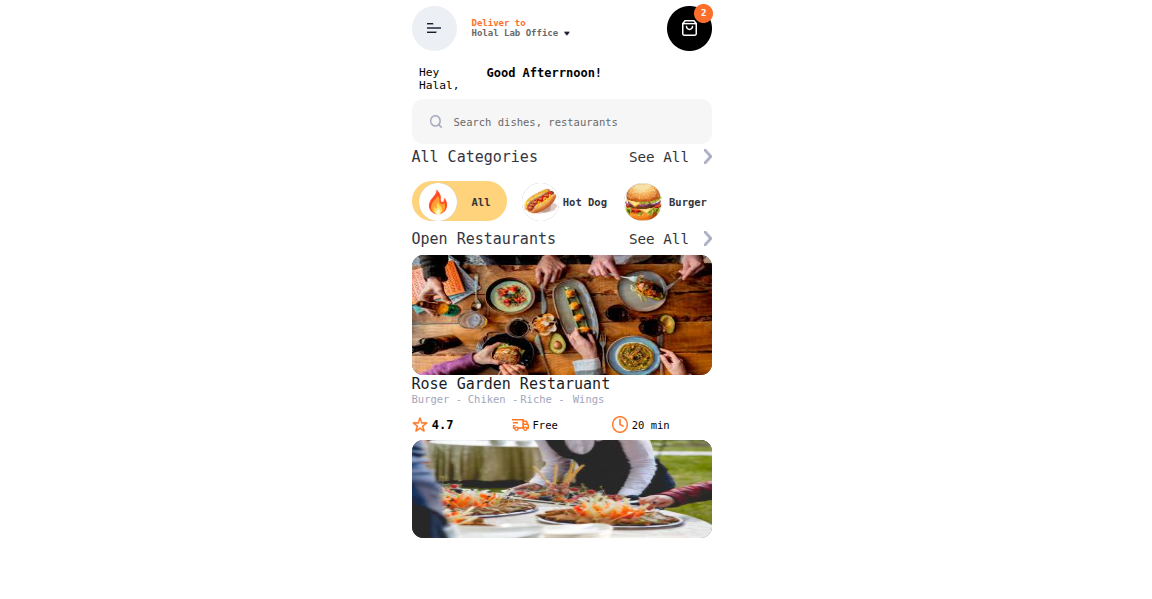 Deliver to
2
Holal Lab Office
Hey Good Afterrnoon!
Halal,
Search dishes, restaurants
All Categories See All
All Hot Dog Burger
Open Restaurants See All
Rose Garden Restaruant
Burger - Chiken - Riche - Wings
4.7 Free 20 min